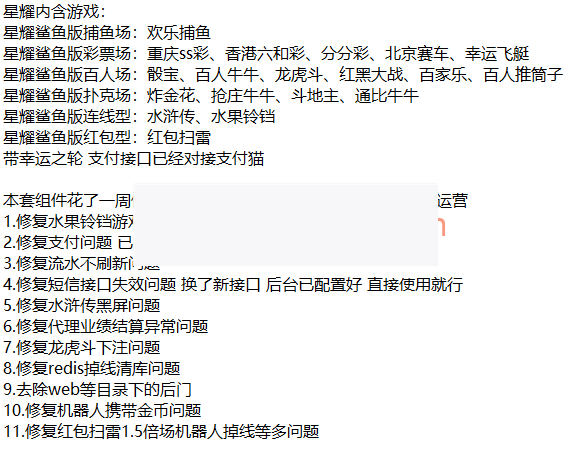 星耀内含游戏：
星耀鲨鱼版捕鱼场：欢乐捕鱼
星耀鲨鱼版彩票场：重庆ss彩、香港六和彩、分分彩、北京赛车、幸运飞艇
星耀鲨鱼版百人场：骰宝、百人牛牛、龙虎斗、红黑大战、百家乐、百人推筒子
星耀鲨鱼版扑克场：炸金花、抢庄牛牛、斗地主、通比牛牛
星耀鲨鱼版连线型：水浒传、水果铃铛
星耀鲨鱼版红包型：红包扫雷
带幸运之轮 支付接口已经对接支付猫
本套组件花了一周 运营
1.修复水果铃铛游
2.修复支付问题 已
3.修复流水不刷新问题
4.修复短信接口失效问题 换了新接口 后台已配置好 直接使用就行
5.修复水浒传黑屏问题
6.修复代理业绩结算异常问题
7.修复龙虎斗下注问题
8.修复redis掉线清库问题
9.去除web等目录下的后门
10.修复机器人携带金币问题
11.修复红包扫雷1.5倍场机器人掉线等多问题